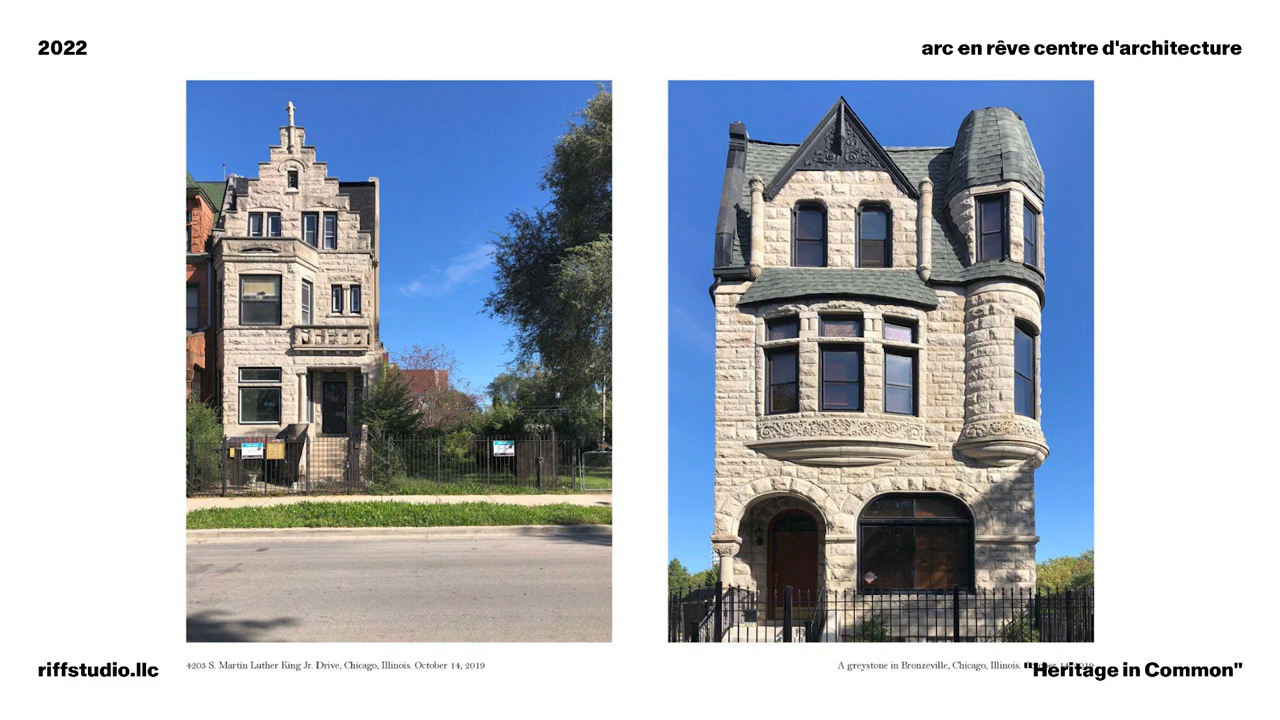 2022
arc en rêve centre d'architecture
riffstudio.llc
4203 S. Martin Luther King Jr. Drive, Chicago, Illinois. October 14, 2019
A greystone in Bronzeville, Chicago, Illinois.
"Heritage in Common"